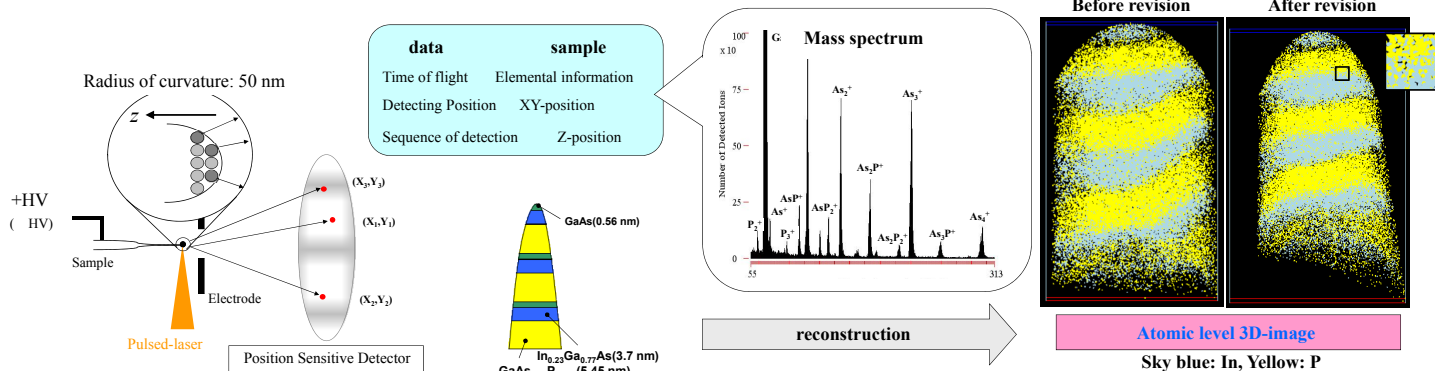 Radius of curvature: 50 nm
z
+HV
( HV)
Sample
Pulsed-laser
Electrode
(X3,Y3)
(X1,Y1)
(X2,Y2)
Position Sensitive Detector
data sample
Time of flight Elemental information
Detecting Position XY-position
Sequence of detection Z-position
GaAs(0.56 nm)
In0.23Ga0.77As(3.7 nm)
GaAs P (5.45 nm)
Mass spectrum
Number of Detected Ions
100
x 10
75
50
25
0
55
313
G
P2+
As+
P3+
AsP+
AsP2+
As2+
As2P+
As2P2+
As3+
As3P+
As4+
reconstruction
Before revision After revision
Atomic level 3D-image
Sky blue: In, Yellow: P